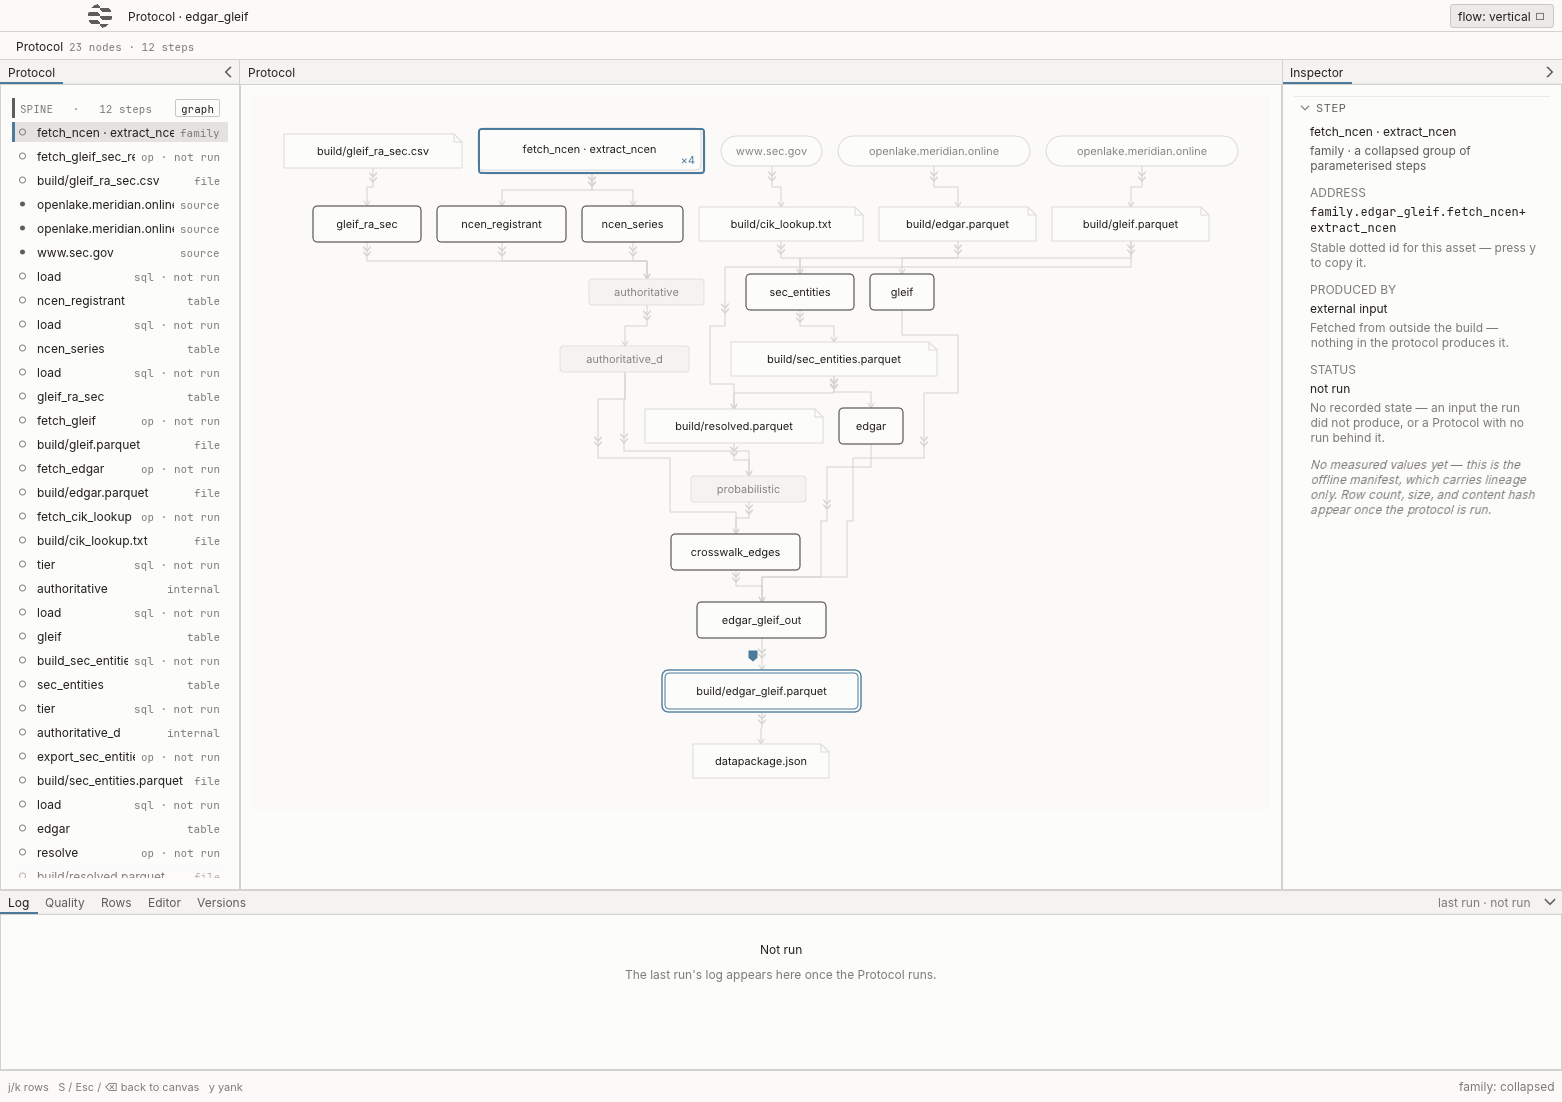 Protocol · edgar_gleif
flow: vertical
Protocol 23 nodes · 12 steps
Protocol
Protocol
Inspector
SPINE · 12 steps graph
fetch_ncen · extract_nce family
fetch_gleif_sec_re op · not run
build/gleif_ra_sec.csv file
openlake.meridian.online source
openlake.meridian.online source
www.sec.gov source
load sql · not run
ncen_registrant table
load sql · not run
ncen_series table
load sql · not run
gleif_ra_sec table
fetch_gleif op · not run
build/gleif.parquet file
fetch_edgar op · not run
build/edgar.parquet file
fetch_cik_lookup op · not run
build/cik_lookup.txt file
tier sql · not run
authoritative internal
load sql · not run
gleif table
build_sec_entitie sql · not run
sec_entities table
tier sql · not run
authoritative_d internal
export_sec_entitie op · not run
build/sec_entities.parquet file
load sql · not run
edgar table
resolve op · not run
build/resolved.parquet file
build/gleif_ra_sec.csv
fetch_ncen · extract_ncen
×4
www.sec.gov
openlake.meridian.online
openlake.meridian.online
gleif_ra_sec
ncen_registrant
ncen_series
build/cik_lookup.txt
build/edgar.parquet
build/gleif.parquet
authoritative
sec_entities
gleif
authoritative_d
build/sec_entities.parquet
build/resolved.parquet
edgar
probabilistic
crosswalk_edges
edgar_gleif_out
build/edgar_gleif.parquet
datapackage.json
STEP
fetch_ncen · extract_ncen
family · a collapsed group of
parameterised steps
ADDRESS
family.edgar_gleif.fetch_ncen+
extract_ncen
Stable dotted id for this asset — press y
to copy it.
PRODUCED BY
external input
Fetched from outside the build —
nothing in the protocol produces it.
STATUS
not run
No recorded state — an input the run
did not produce, or a Protocol with no
run behind it.
No measured values yet — this is the
offline manifest, which carries lineage
only. Row count, size, and content hash
appear once the protocol is run.
Log Quality Rows Editor Versions
last run · not run
Not run
The last run's log appears here once the Protocol runs.
j/k rows S / Esc / ⌫ back to canvas y yank
family: collapsed